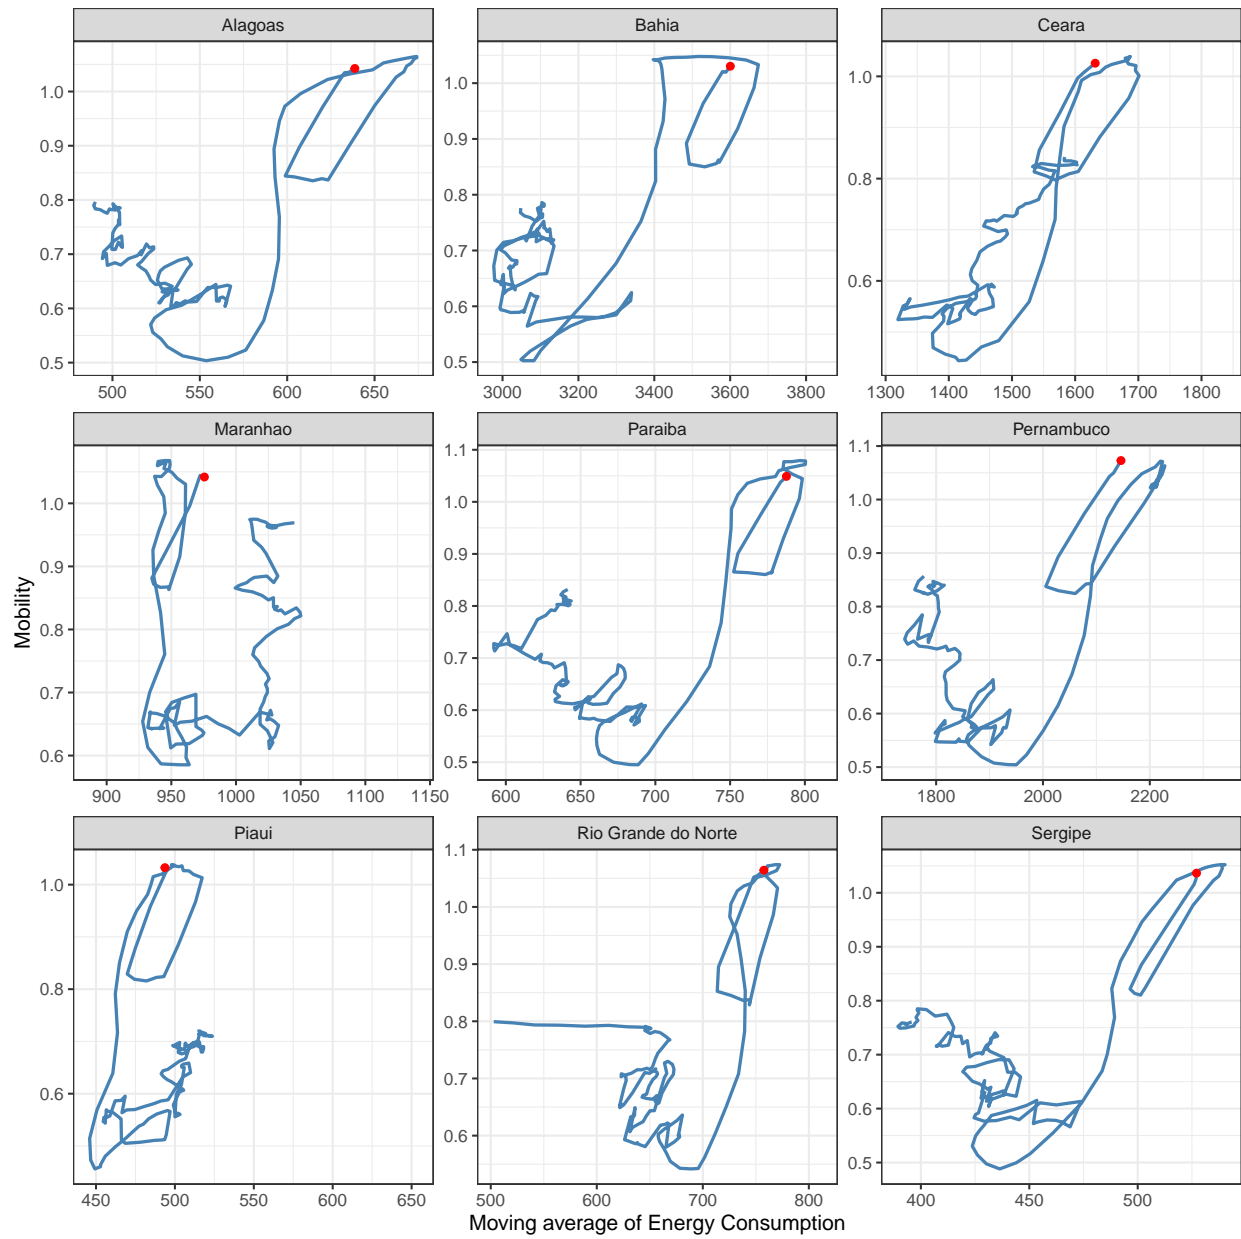 Alagoas Bahia Ceara
1.0 0.9 0.8 0.7 0.6 0.5
1.0 0.9 0.8 0.7 0.6 0.5
1.0 0.8 0.6
500 550 600 650
3000 3200 3400 3600 3800
1300 1400 1500 1600 1700 1800
Maranhao Paraiba Pernambuco
1.0 0.9 0.8 0.7 0.6
1.1 1.0 0.9 0.8 0.7 0.6 0.5
1.1 1.0 0.9 0.8 0.7 0.6 0.5
Mobility
900 950 1000 1050 1100 1150
600 650 700 750 800
1800 2000 2200
Piaui Rio Grande do Norte Sergipe
1.0 0.8 0.6
1.1 1.0 0.9 0.8 0.7 0.6
1.0 0.9 0.8 0.7 0.6 0.5
450 500 550 600 650
500 600 700 800
400 450 500
Moving average of Energy Consumption